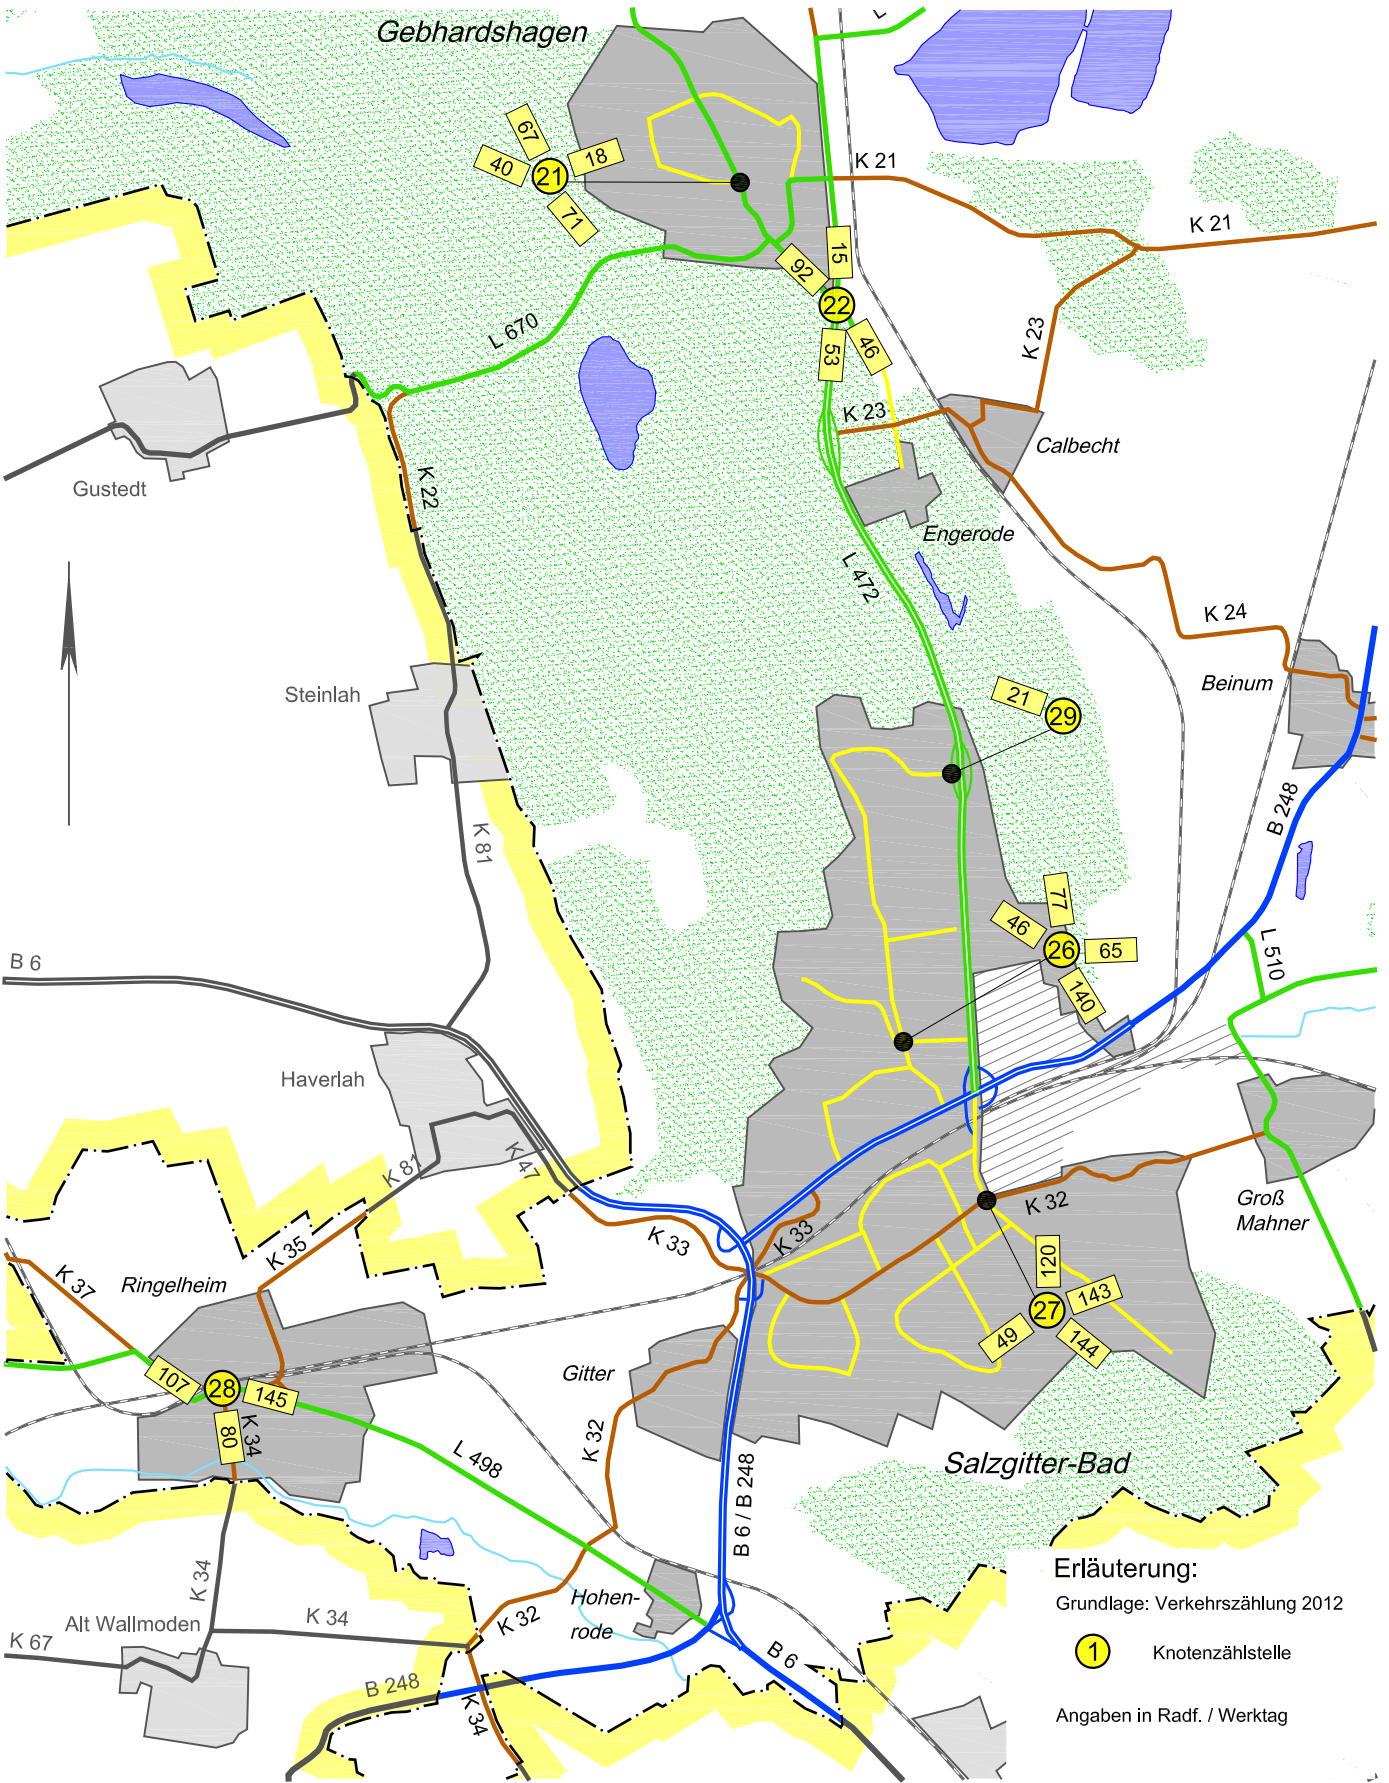 L
Gebhardshagen
67
18
40
21
71
K 21
K 21
15
92
22
53
46
L 670
K 23
K 23
Calbecht
Gustedt
K 22
Engerode
L 472
K 24
Beinum
Steinlah
21
29
B 248
K 81
77
46
26
65
140
L 510
B 6
Haverlah
K 81
K 47
K 32
Groß
Mahner
K 33
K 33
K 35
K 37
Ringelheim
120
143
27
49
144
Gitter
107
28
145
80
K 34
K 32
L 498
Salzgitter-Bad
B 6 / B 248
K 34
Hohen-
rode
K 32
Alt Wallmoden
K 34
K 67
B 6
B 248
K 34
Erläuterung:
Grundlage: Verkehrszählung 2012
1
Knotenzählstelle
Angaben in Radf. / Werktag